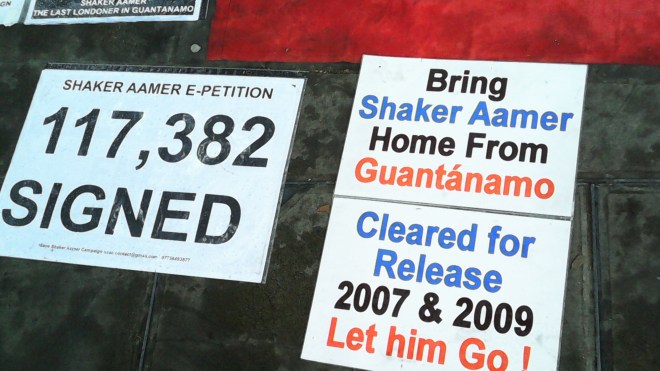 SHAKER AAMER
THE LAST LONDONER IN GUANTANAMO
SHAKER AAMER E-PETITION
117,382
SIGNED
Bring
Shaker Aamer
Home From
Guantánamo
Cleared for
Release
2007 & 2009
Let him Go !